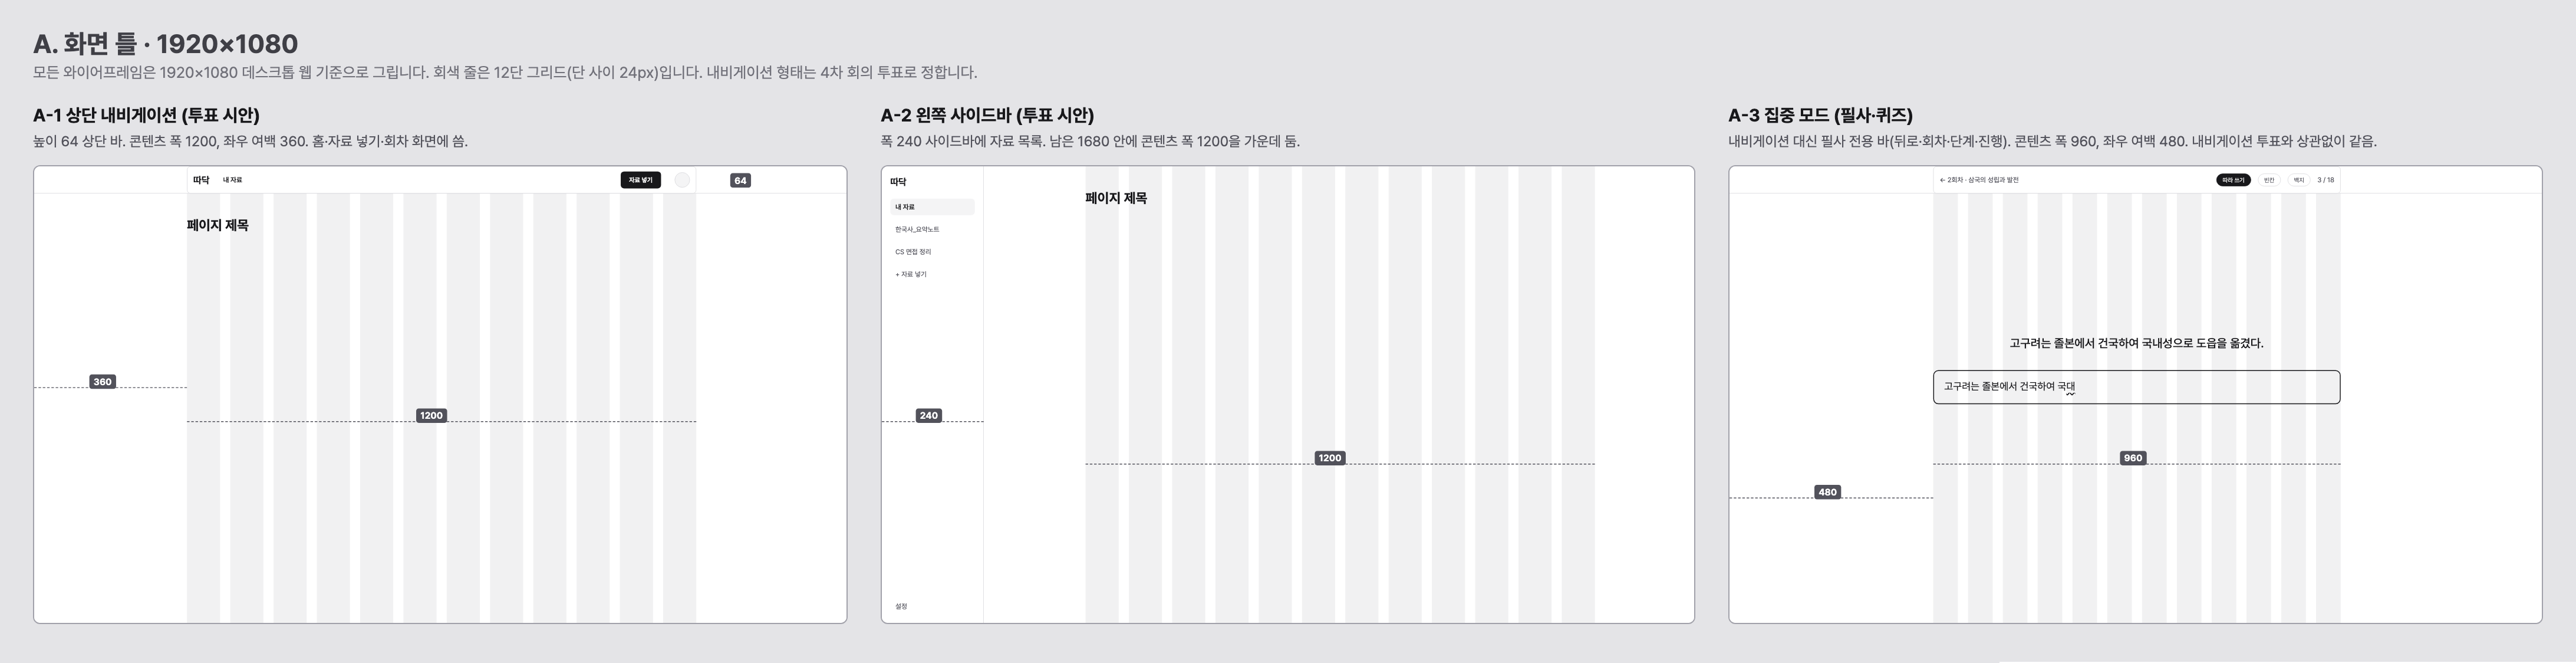 A. 화면 틀 · 1920×1080
모든 와이어프레임은 1920×1080 데스크톱 웹 기준으로 그립니다. 회색 줄은 12단 그리드(단 사이 24px)입니다. 내비게이션 형태는 4차 회의 투표로 정합니다.
A-1 상단 내비게이션 (투표 시안)
높이 64 상단 바. 콘텐츠 폭 1200, 좌우 여백 360. 홈·자료 넣기·회차 화면에 씀.
따닥 내 자료 자료 넣기 64
페이지 제목
360
1200
A-2 왼쪽 사이드바 (투표 시안)
폭 240 사이드바에 자료 목록. 남은 1680 안에 콘텐츠 폭 1200을 가운데 둠.
따닥
내 자료
한국사_요약노트
CS 면접 정리
+ 자료 넣기
설정
페이지 제목
240
1200
A-3 집중 모드 (필사·퀴즈)
내비게이션 대신 필사 전용 바(뒤로·회차·단계·진행). 콘텐츠 폭 960, 좌우 여백 480. 내비게이션 투표와 상관없이 같음.
← 2회차 · 삼국의 성립과 발전 따라 쓰기 빈칸 백지 3 / 18
고구려는 졸본에서 건국하여 국내성으로 도읍을 옮겼다.
고구려는 졸본에서 건국하여 국대
960
480